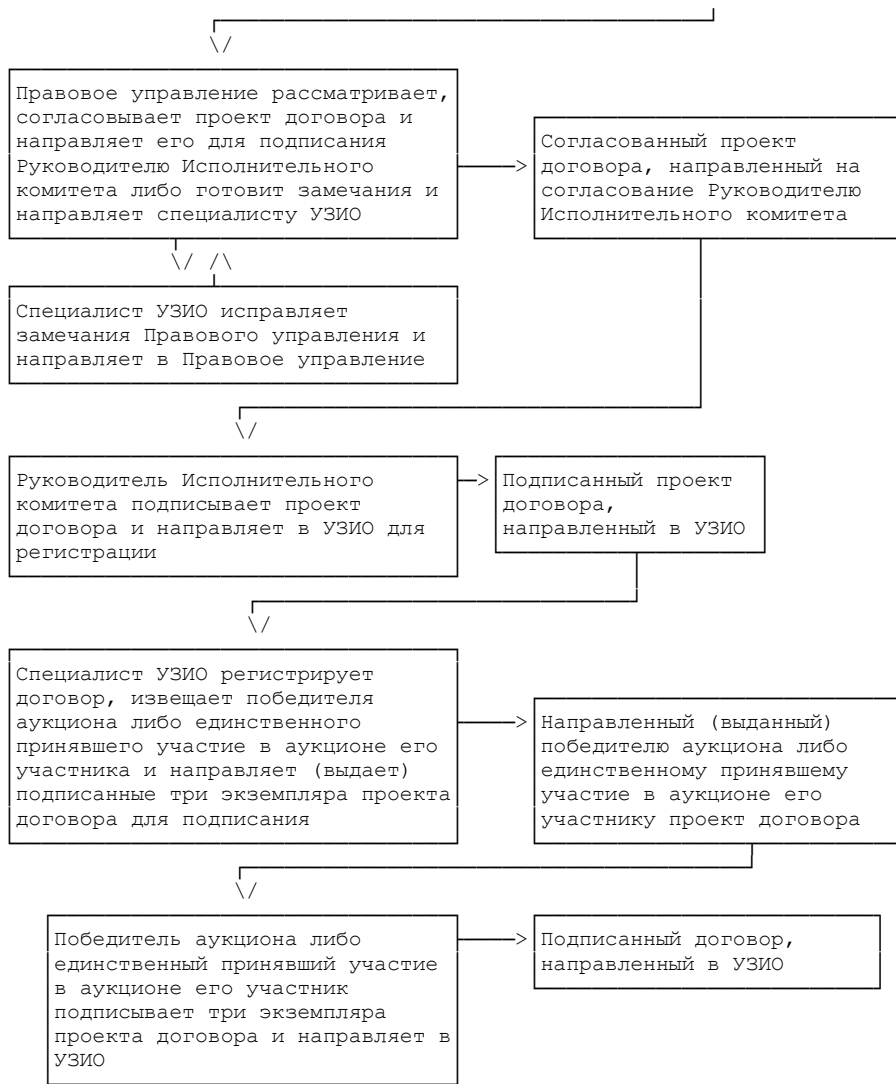 Правовое управление рассматривает,
согласовывает проект договора и
направляет его для подписания
Руководителю Исполнительного
комитета либо готовит замечания и
направляет специалисту УЗИО
Согласованный проект
договора, направленный на
согласование Руководителю
Исполнительного комитета
Специалист УЗИО исправляет
замечания Правового управления и
направляет в Правовое управление
Руководитель Исполнительного
комитета подписывает проект
договора и направляет в УЗИО для
регистрации
Подписанный проект
договора,
направленный в УЗИО
Специалист УЗИО регистрирует
договор, извещает победителя
аукциона либо единственного
принявшего участие в аукционе его
участника и направляет (выдает)
подписанные три экземпляра проекта
договора для подписания
Направленный (выданный)
победителю аукциона либо
единственному принявшему
участие в аукционе его
участнику проект договора
Победитель аукциона либо
единственный принявший участие
в аукционе его участник
подписывает три экземпляра
проекта договора и направляет в
УЗИО
Подписанный договор,
направленный в УЗИО